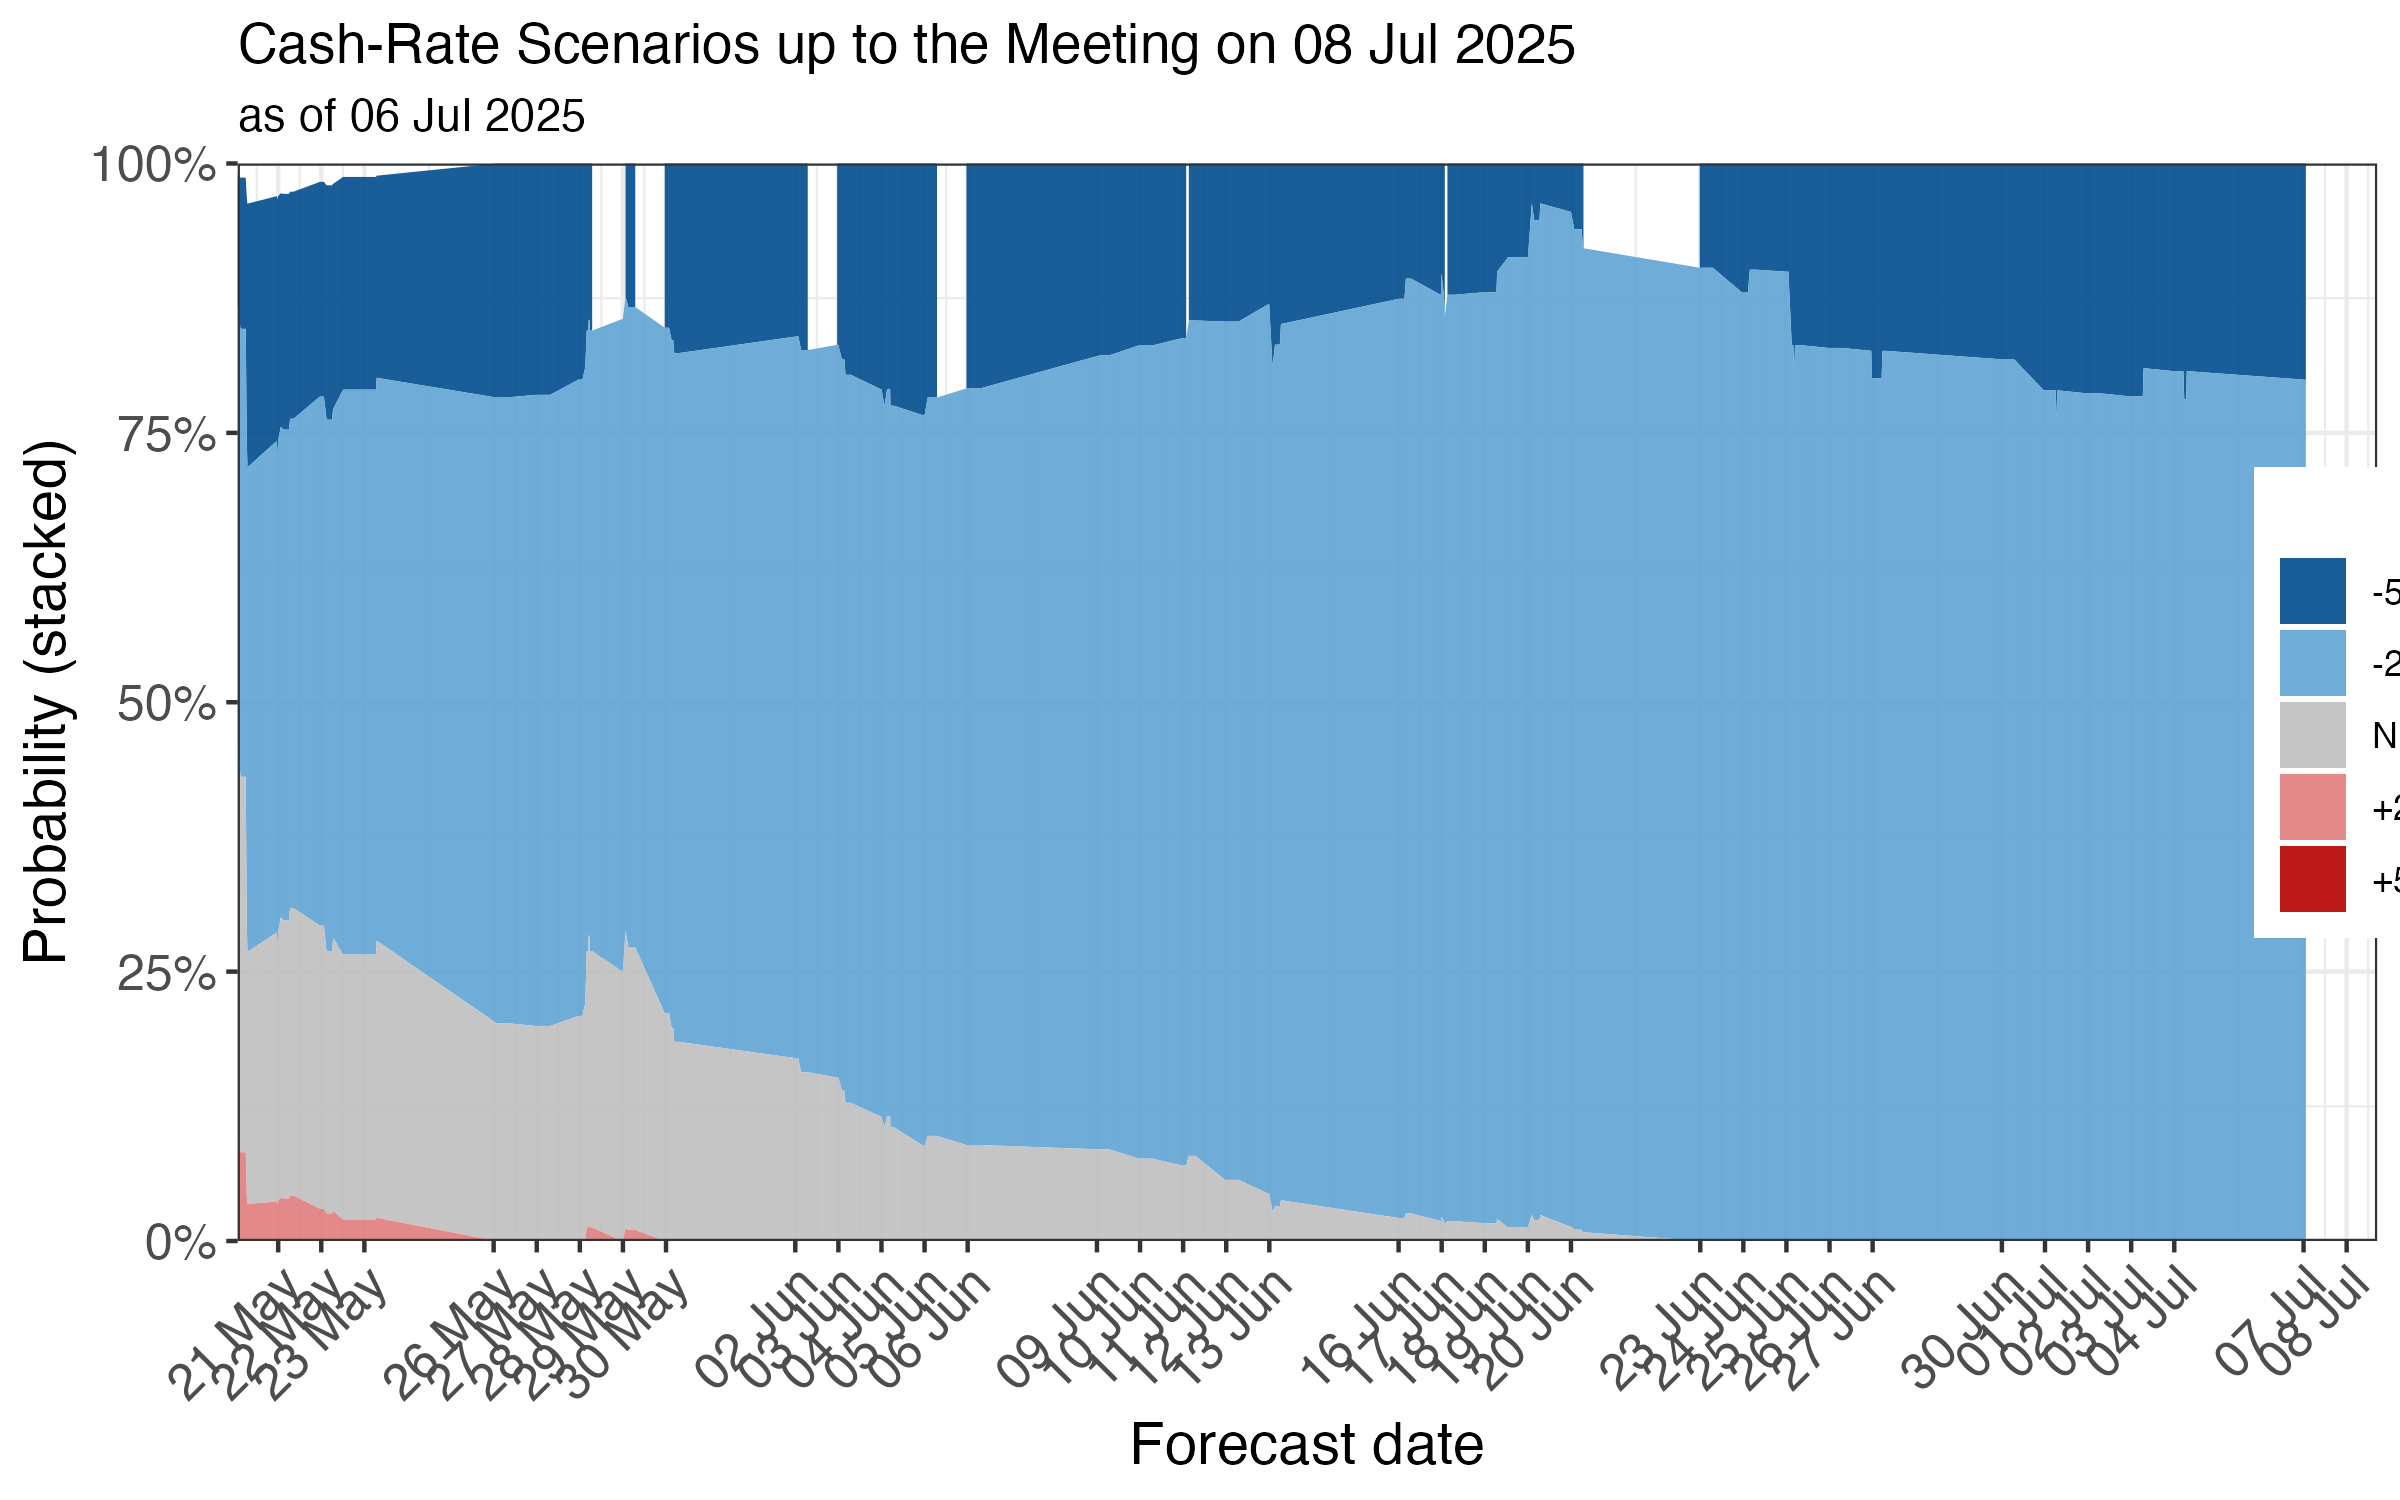 Cash-Rate Scenarios up to the Meeting on 08 Jul 2025
as of 06 Jul 2025
Probability (stacked)
100%
75%
50%
25%
0%
-5
-2
N
+2
+5
21 May
22 May
23 May
26 May
27 May
28 May
29 May
30 May
02 Jun
03 Jun
04 Jun
05 Jun
06 Jun
09 Jun
10 Jun
11 Jun
12 Jun
13 Jun
16 Jun
17 Jun
18 Jun
19 Jun
20 Jun
23 Jun
24 Jun
25 Jun
26 Jun
27 Jun
30 Jun
01 Jul
02 Jul
03 Jul
04 Jul
07 Jul
08 Jul
Forecast date